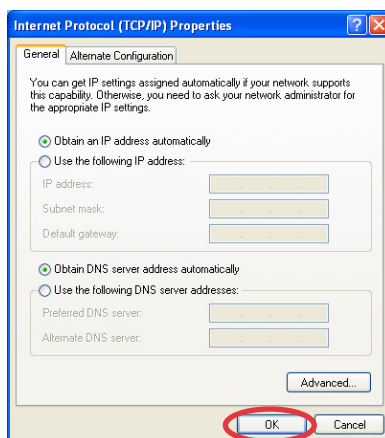 Internet Protocol (TCP/IP) Properties
General
Alternate Configuration
You can get IP settings assigned automatically if your network supports
this capability. Otherwise, you need to ask your network administrator for
the appropriate IP settings.
Obtain an IP address automatically
Use the following IP address:
IP address:
Subnet mask:
Default gateway:
Obtain DNS server address automatically
Use the following DNS server addresses:
Preferred DNS server:
Alternate DNS server:
Advanced...
OK
Cancel